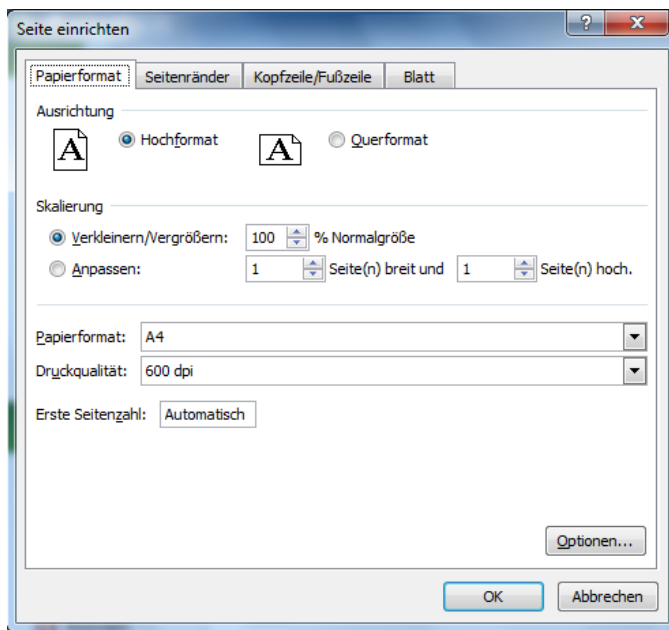 Seite einrichten
Papierformat Seitenränder Kopfzeile/Fußzeile Blatt
Ausrichtung
A Hochformat A Querformat
Skalierung
Verkleinern/Vergrößern: 100 % Normalgröße
Anpassen: 1 Seite(n) breit und 1 Seite(n) hoch.
Papierformat: A4
Druckqualität: 600 dpi
Erste Seitenzahl: Automatisch
Optionen...
OK Abbrechen